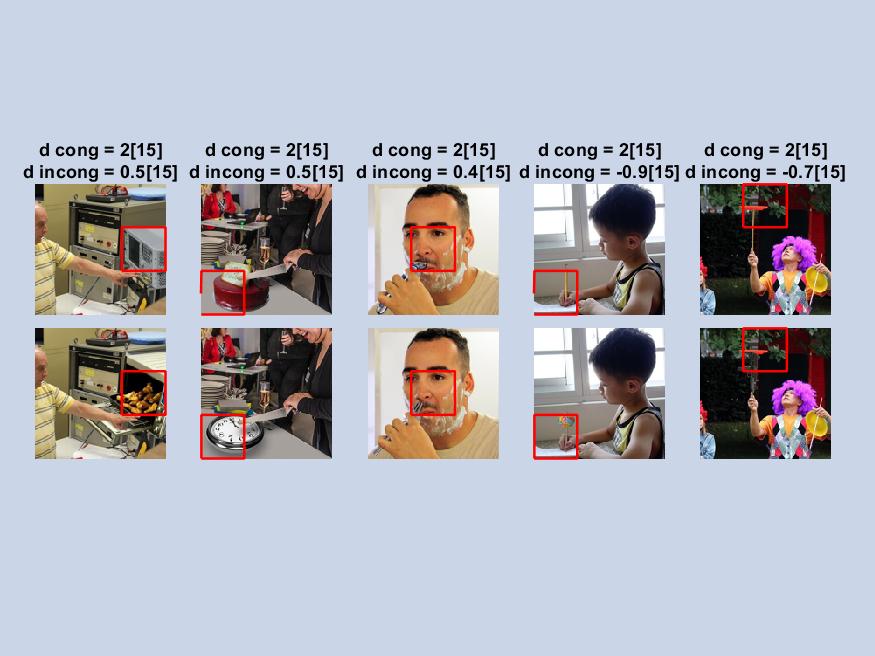 d cong = 2[15]
d incong = 0.5[15]
d cong = 2[15]
d incong = 0.5[15]
d cong = 2[15]
d incong = 0.4[15]
d cong = 2[15]
d incong = -0.9[15]
d cong = 2[15]
d incong = -0.7[15]